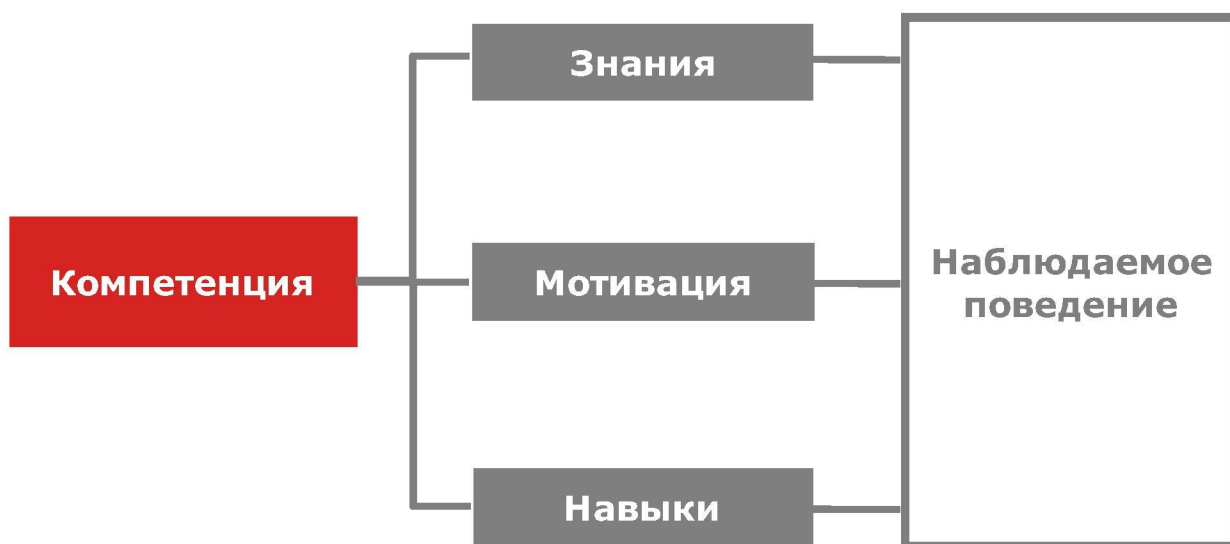 Знания
Компетенция
Мотивация
Навыки
Наблюдаемое
поведение